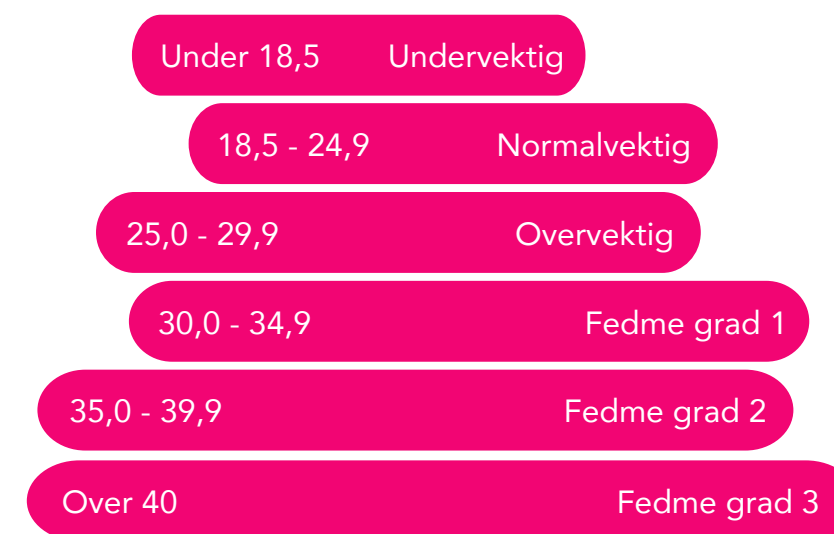 Under 18,5 Undervektig
18,5 - 24,9 Normalvektig
25,0 - 29,9 Overvektig
30,0 - 34,9 Fedme grad 1
35,0 - 39,9 Fedme grad 2
Over 40 Fedme grad 3